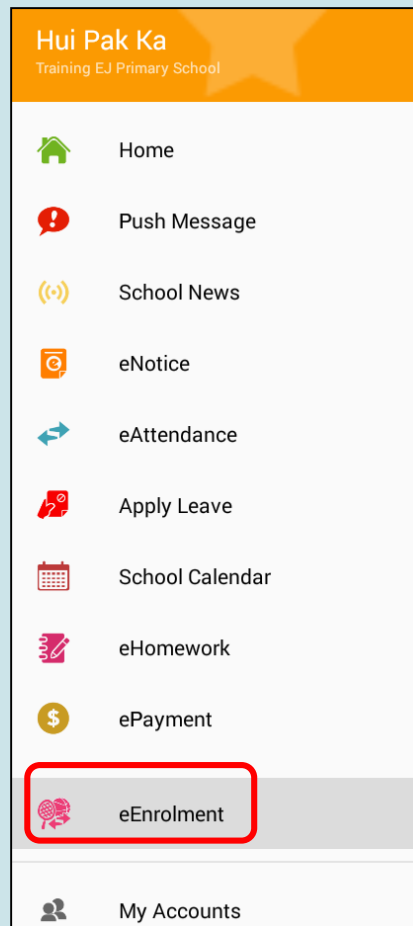 Hui Pak Ka
Training EJ Primary School
Home
Push Message
School News
eNotice
eAttendance
Apply Leave
School Calendar
eHomework
$ ePayment
eEnrolment
My Accounts